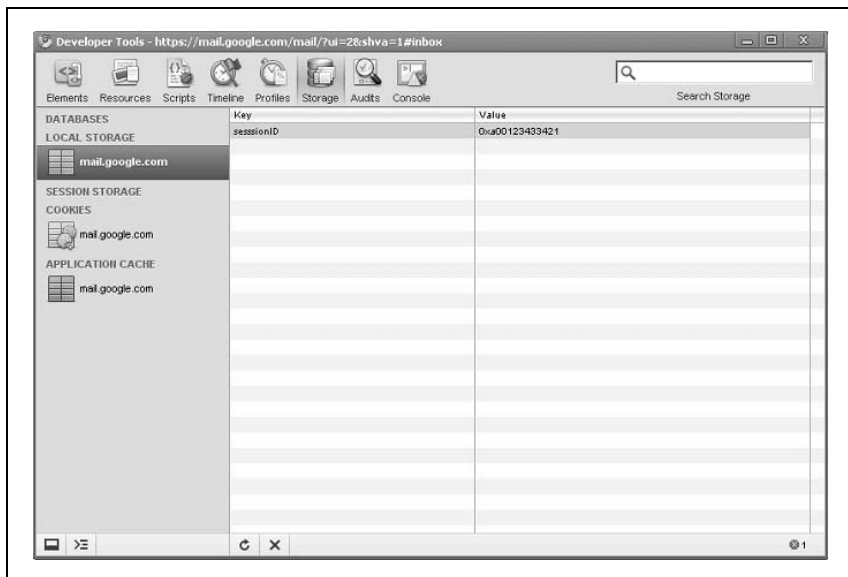 Developer Tools - https://mail.google.com/mail/?ui=2&shva=1#inbox
Elements Resources Scripts Timeline Profiles Storage Audits Console
Search Storage
DATABASES
LOCAL STORAGE
mail.google.com
SESSION STORAGE
COOKIES
mail.google.com
APPLICATION CACHE
mail.google.com
Key Value
sesssionID 0xa00123433421
1